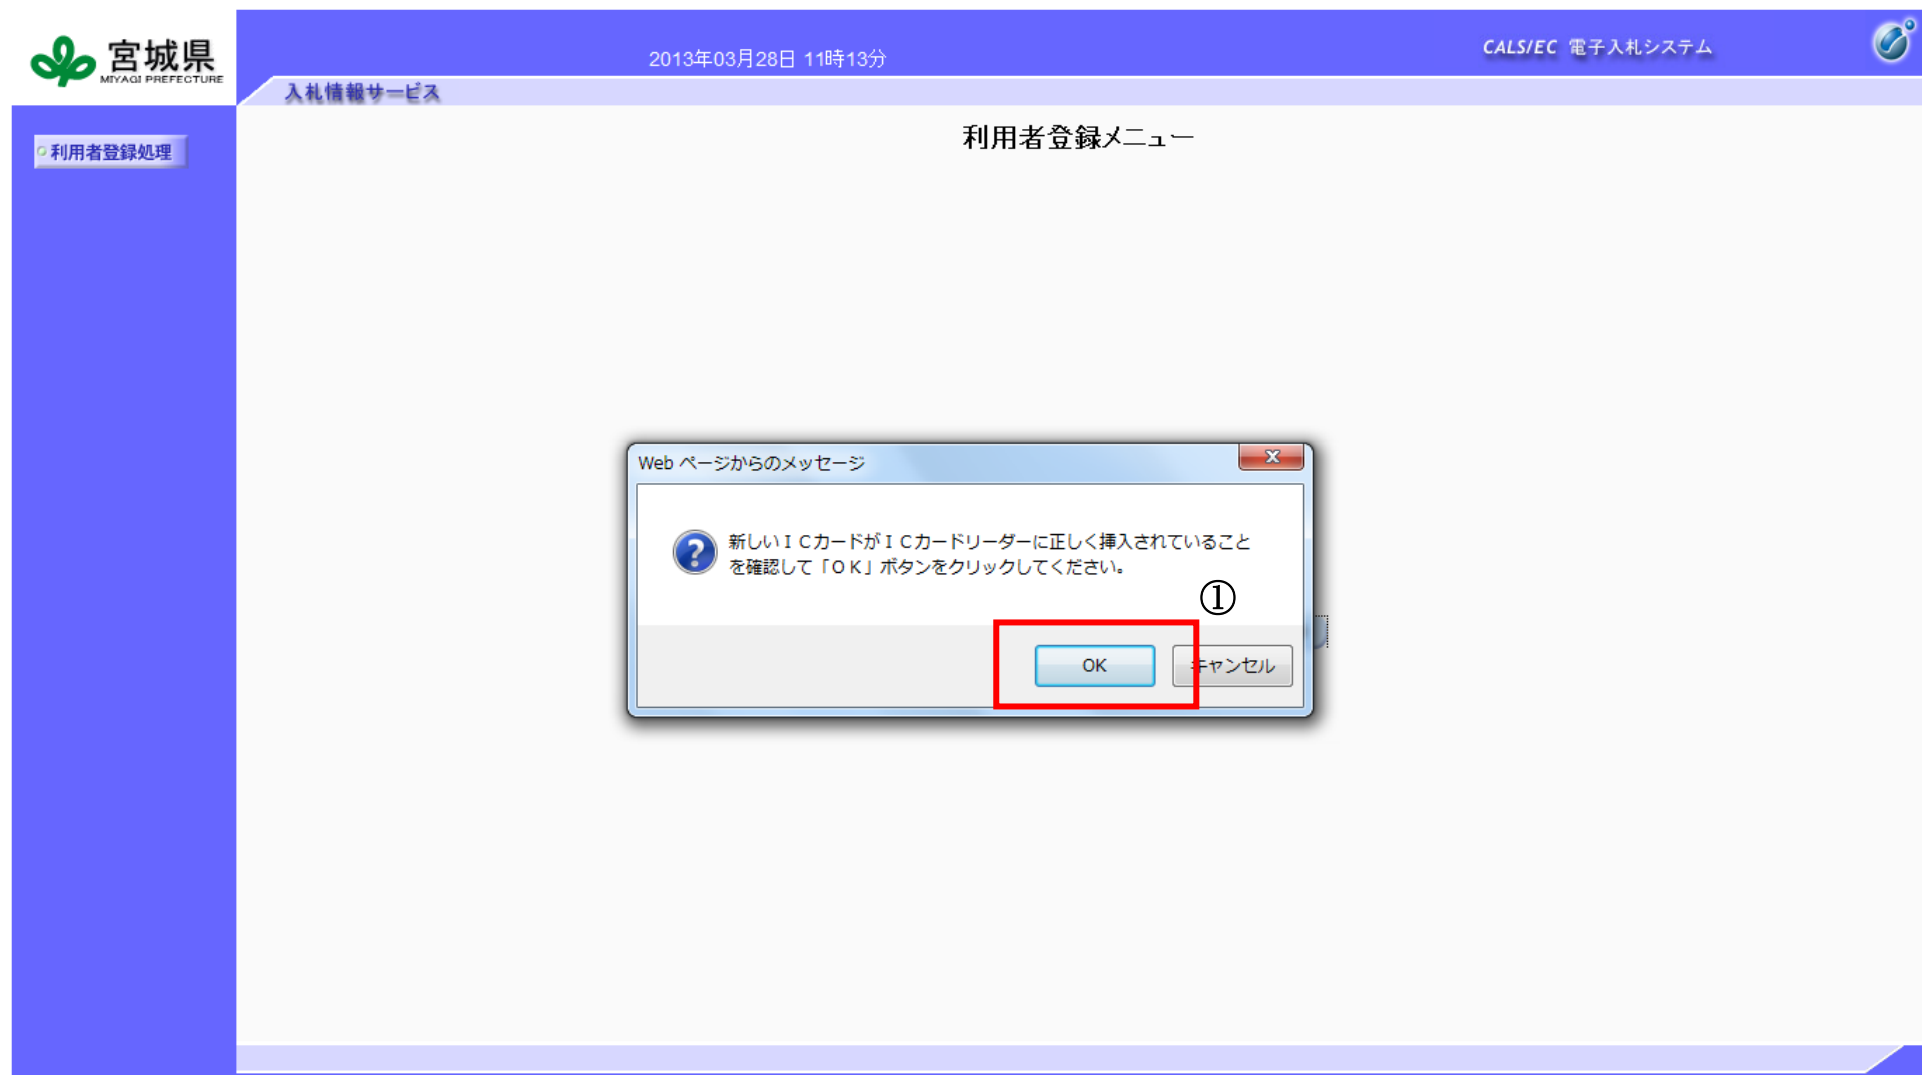 宮城県
MIYAGI PREFECTURE
2013年03月28日 11時13分
CALS/EC 電子入札システム
入札情報サービス
利用者登録処理
利用者登録メニュー
Web ページからのメッセージ
新しいＩＣカードがＩＣカードリーダーに正しく挿入されていること
を確認して「ＯＫ」ボタンをクリックしてください。
①
OK
キャンセル